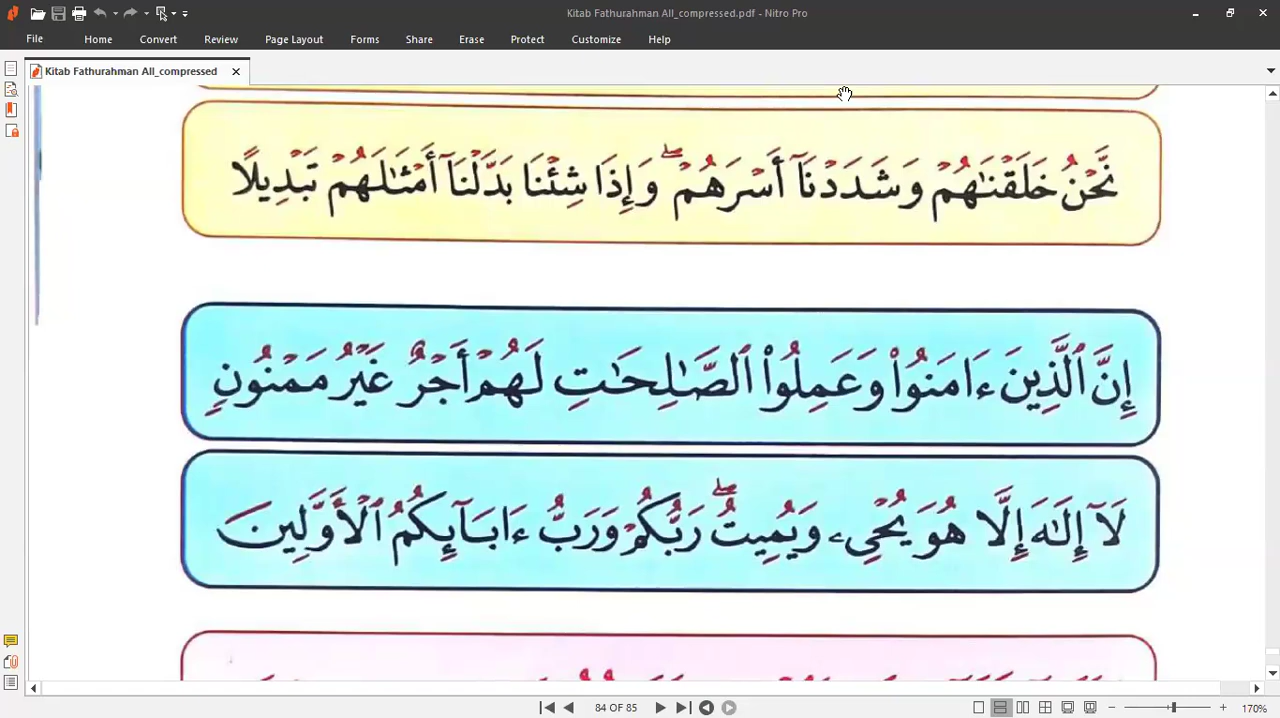 Kitab Fathurahman All_compressed.pdf - Nitro Pro
File Home Convert Review Page Layout Forms Share Erase Protect Customize Help
Kitab Fathurahman All_compressed
نَّحْنُ خَلَقْنَٰهُمْ وَشَدَدْنَآ أَسْرَهُمْ ۖ وَإِذَا شِئْنَا بَدَّلْنَآ أَمْثَٰلَهُمْ تَبْدِيلًا
إِنَّ ٱلَّذِينَ ءَامَنُوا۟ وَعَمِلُوا۟ ٱلصَّٰلِحَٰتِ لَهُمْ أَجْرٌ غَيْرُ مَمْنُونٍ
لَآ إِلَٰهَ إِلَّا هُوَ يُحْىِۦ وَيُمِيتُ ۖ رَبُّكُمْ وَرَبُّ ءَابَآئِكُمُ ٱلْأَوَّلِينَ
84 OF 85
170%